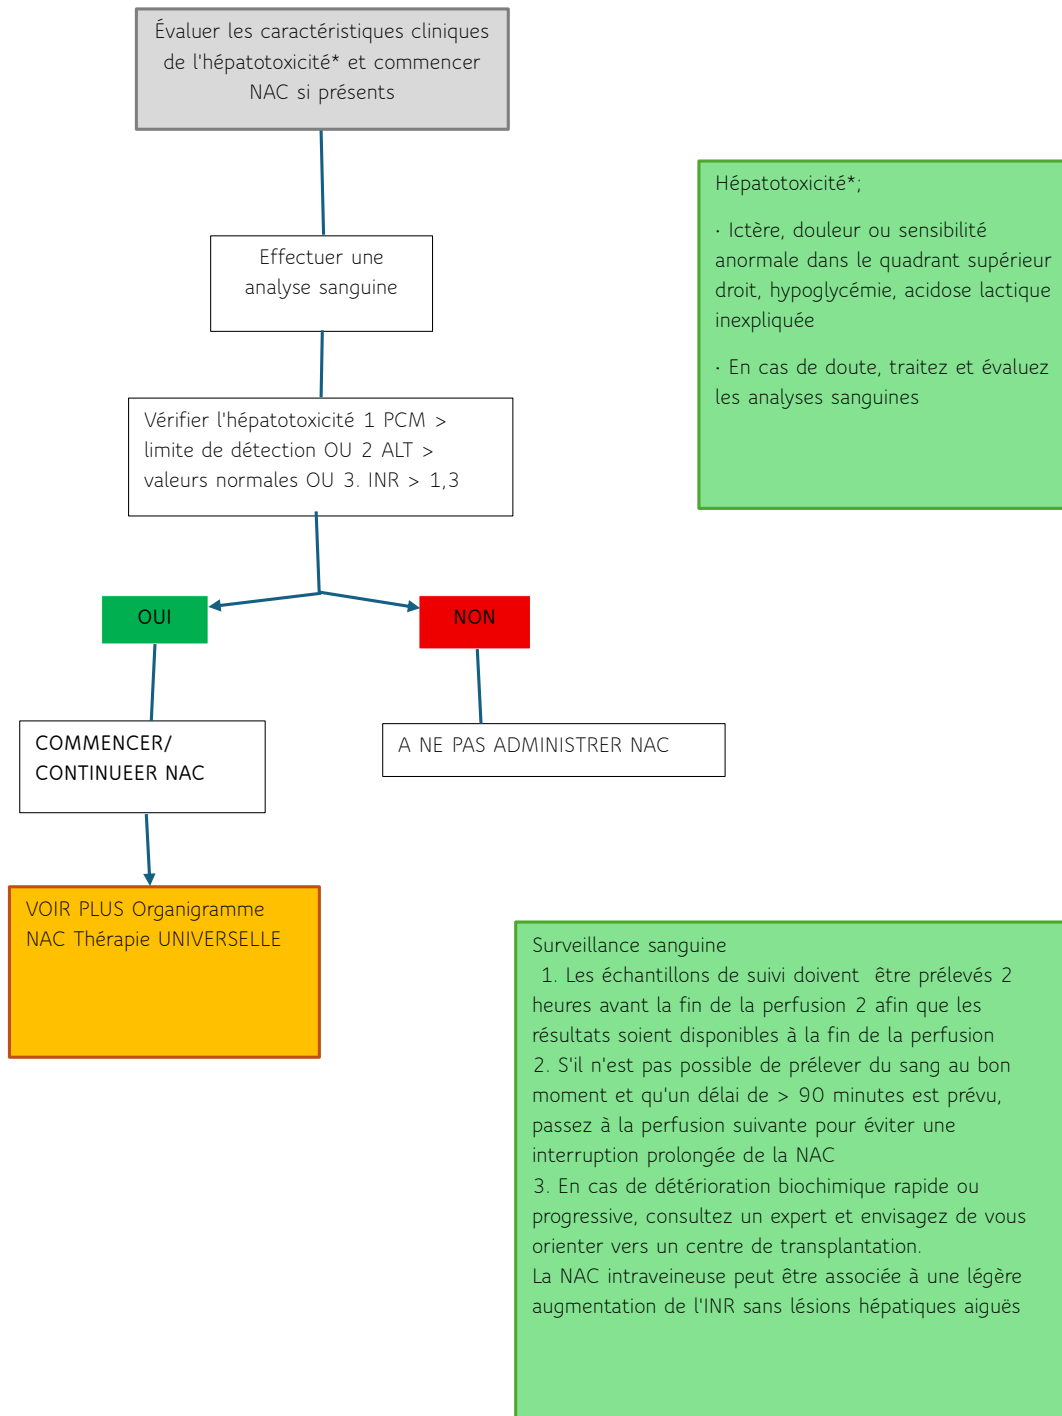 Évaluer les caractéristiques cliniques
de l'hépatotoxicité* et commencer
NAC si présents
Hépatotoxicité*;
· Ictère, douleur ou sensibilité
anormale dans le quadrant supérieur
droit, hypoglycémie, acidose lactique
inexpliquée
· En cas de doute, traitez et évaluez
les analyses sanguines
Effectuer une
analyse sanguine
Vérifier l'hépatotoxicité 1 PCM >
limite de détection OU 2 ALT >
valeurs normales OU 3. INR > 1,3
OUI
NON
COMMENCER/
CONTINUEER NAC
A NE PAS ADMINISTRER NAC
VOIR PLUS Organigramme
NAC Thérapie UNIVERSELLE
Surveillance sanguine
1. Les échantillons de suivi doivent être prélevés 2
heures avant la fin de la perfusion 2 afin que les
résultats soient disponibles à la fin de la perfusion
2. S'il n'est pas possible de prélever du sang au bon
moment et qu'un délai de > 90 minutes est prévu,
passez à la perfusion suivante pour éviter une
interruption prolongée de la NAC
3. En cas de détérioration biochimique rapide ou
progressive, consultez un expert et envisagez de vous
orienter vers un centre de transplantation.
La NAC intraveineuse peut être associée à une légère
augmentation de l'INR sans lésions hépatiques aiguës